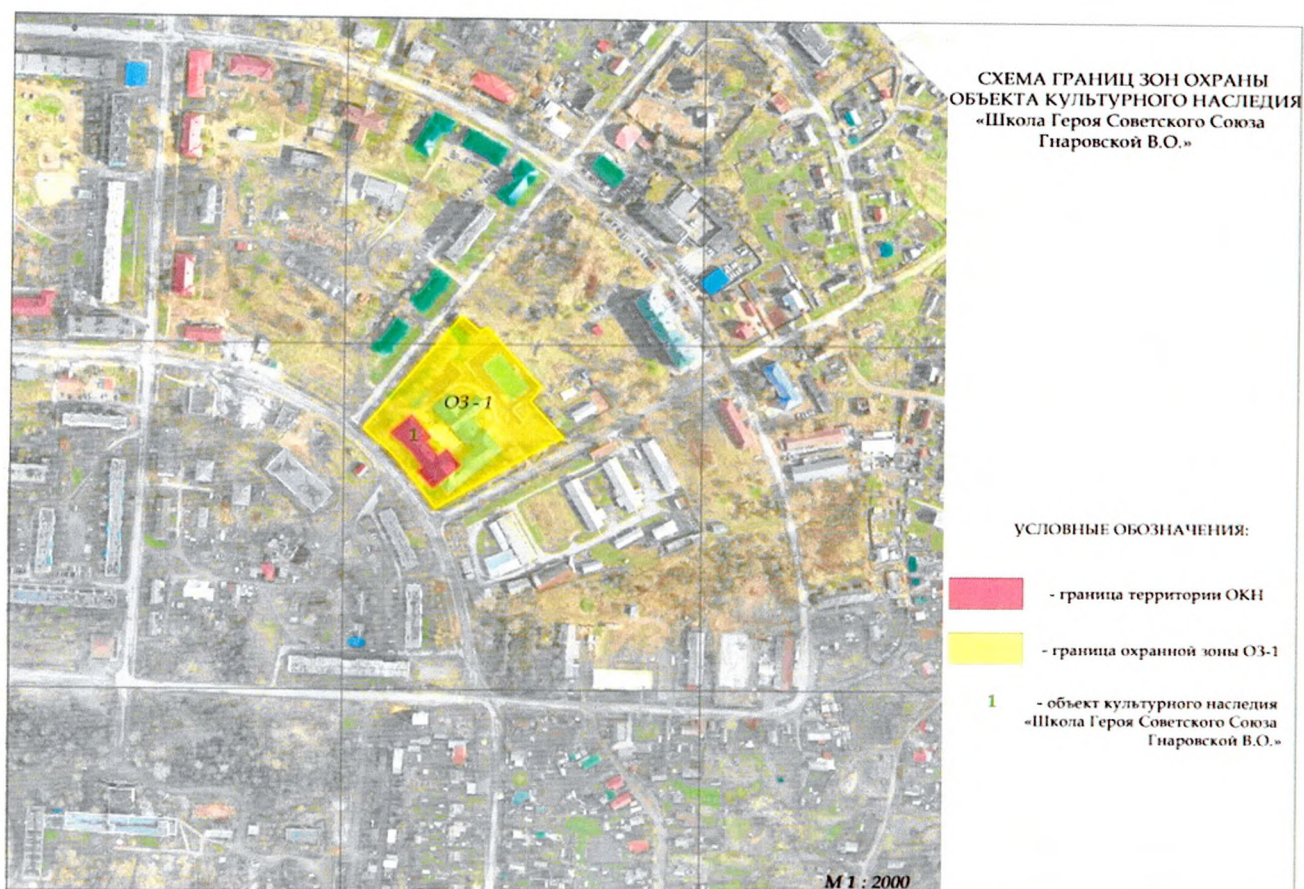 СХЕМА ГРАНИЦ ЗОН ОХРАНЫ
ОБЪЕКТА КУЛЬТУРНОГО НАСЛЕДИЯ
«Школа Героя Советского Союза
Гнаровской В.О.»
ОЗ - 1
1
УСЛОВНЫЕ ОБОЗНАЧЕНИЯ:
- граница территории ОКН
- граница охранной зоны ОЗ-1
1 - объект культурного наследия
«Школа Героя Советского Союза
Гнаровской В.О.»
М 1 : 2000